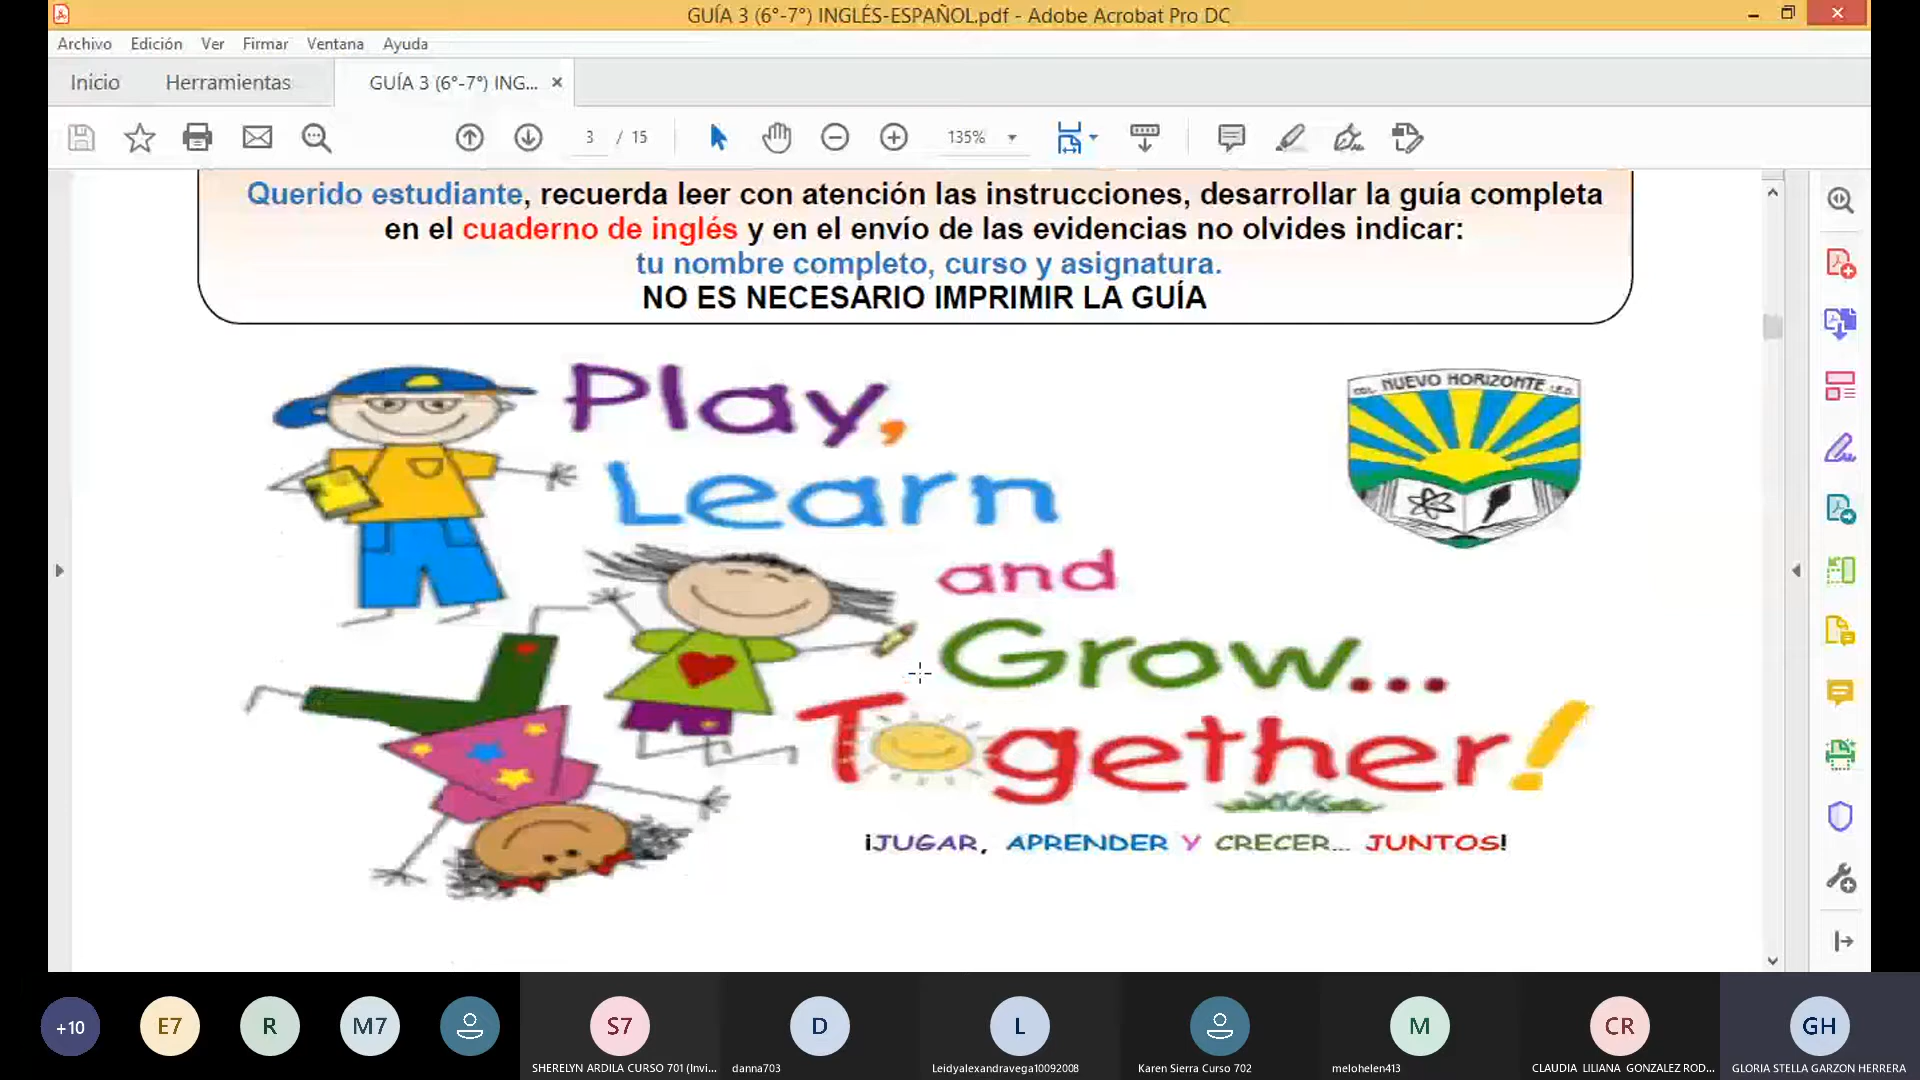 GUÍA 3 (6°-7°) INGLÉS-ESPAÑOL.pdf - Adobe Acrobat Pro DC
Archivo Edición Ver Firmar Ventana Ayuda
Inicio Herramientas GUÍA 3 (6°-7°) ING... ×
3 / 15 135%
Querido estudiante, recuerda leer con atención las instrucciones, desarrollar la guía completa
en el cuaderno de inglés y en el envío de las evidencias no olvides indicar:
tu nombre completo, curso y asignatura.
NO ES NECESARIO IMPRIMIR LA GUÍA
Play,
COL. NUEVO HORIZONTE I.E.D.
Learn
and
Grow...
Together!
¡JUGAR, APRENDER Y CRECER... JUNTOS!
+10 E7 R M7 S7 D L M CR GH
SHERELYN ARDILA CURSO 701 (Invi... danna703 Leidyalexandravega10092008 Karen Sierra Curso 702 melohelen413 CLAUDIA LILIANA GONZALEZ ROD... GLORIA STELLA GARZON HERRERA